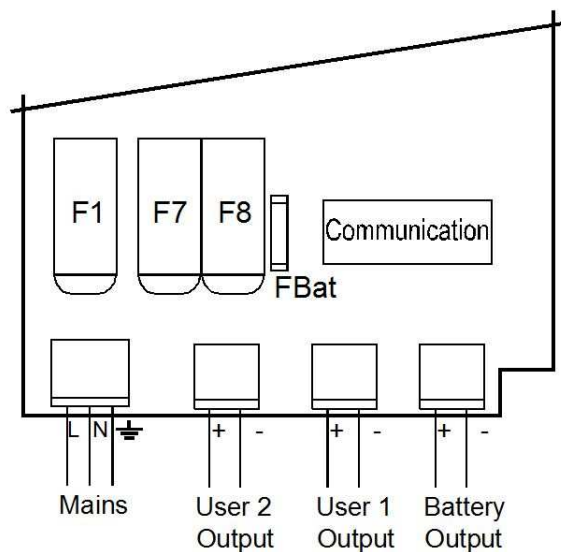 F1 F7 F8
Communication
FBat
L N + - + - + -
Mains User 2 User 1 Battery
Output Output Output